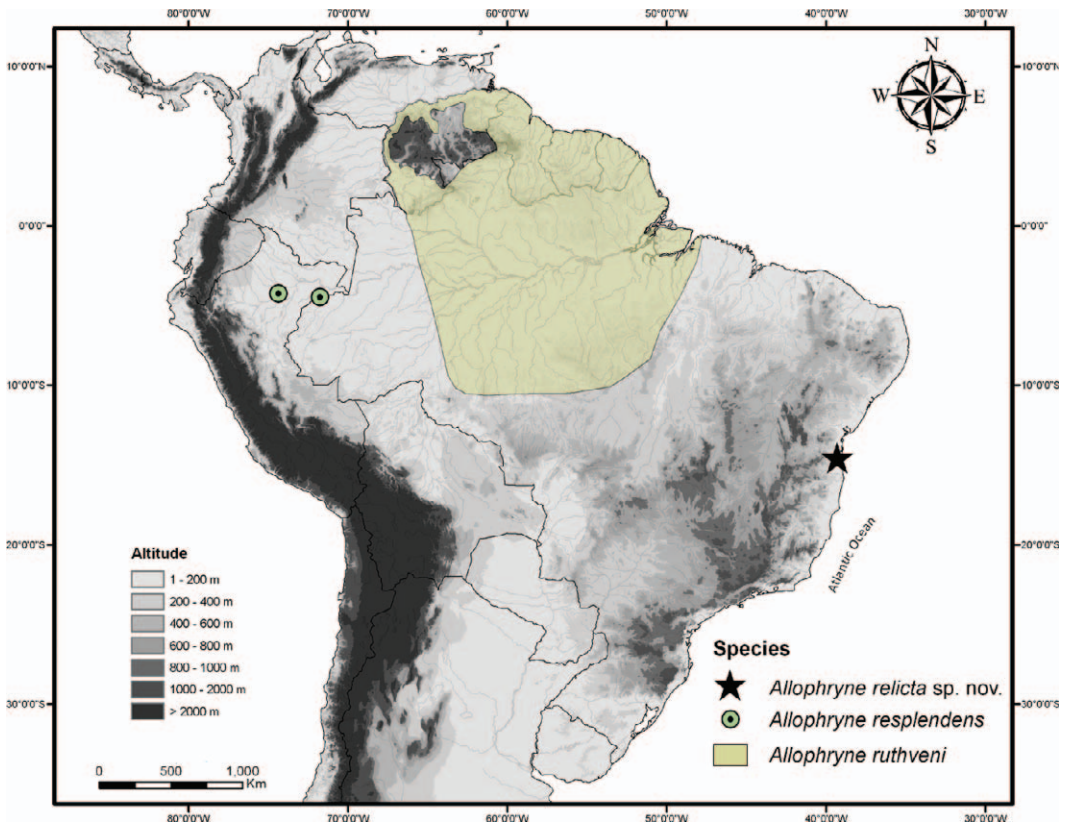 80°0'0"W 70°0'0"W 60°0'0"W 50°0'0"W 40°0'0"W 30°0'0"W
N
W E
S
10°0'0"N 10°0'0"N
0°0'0" 0°0'0"
10°0'0"S 10°0'0"S
20°0'0"S 20°0'0"S
30°0'0"S 30°0'0"S
Atlantic Ocean
Altitude
1 - 200 m
200 - 400 m
400 - 600 m
600 - 800 m
800 - 1000 m
1000 - 2000 m
> 2000 m
0 500 1,000
Km
Species
Allophryne relicta sp. nov.
Allophryne resplendens
Allophryne ruthveni
80°0'0"W 70°0'0"W 60°0'0"W 50°0'0"W 40°0'0"W 30°0'0"W